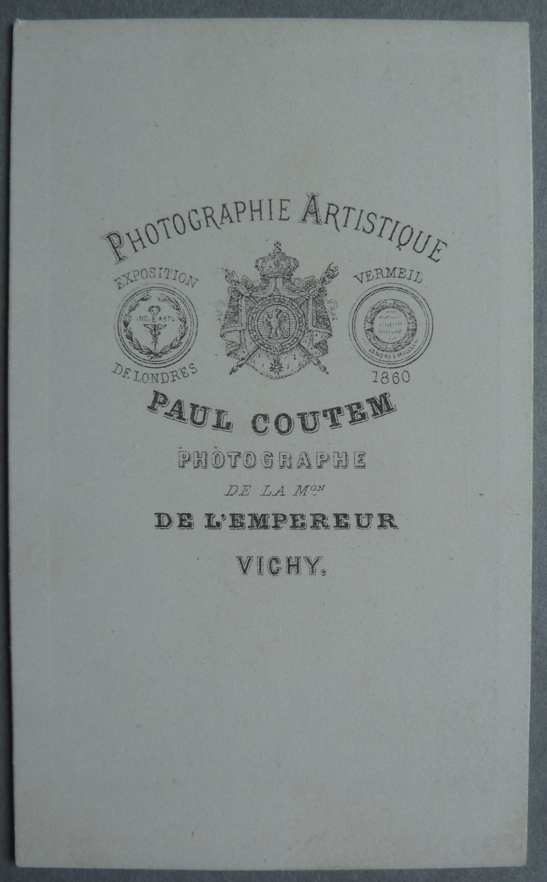 PHOTOGRAPHIE ARTISTIQUE
EXPOSITION
DE LONDRES
VERMEIL
1860
PAUL COUTEM
PHOTOGRAPHE
DE LA MON
DE L'EMPEREUR
VICHY.